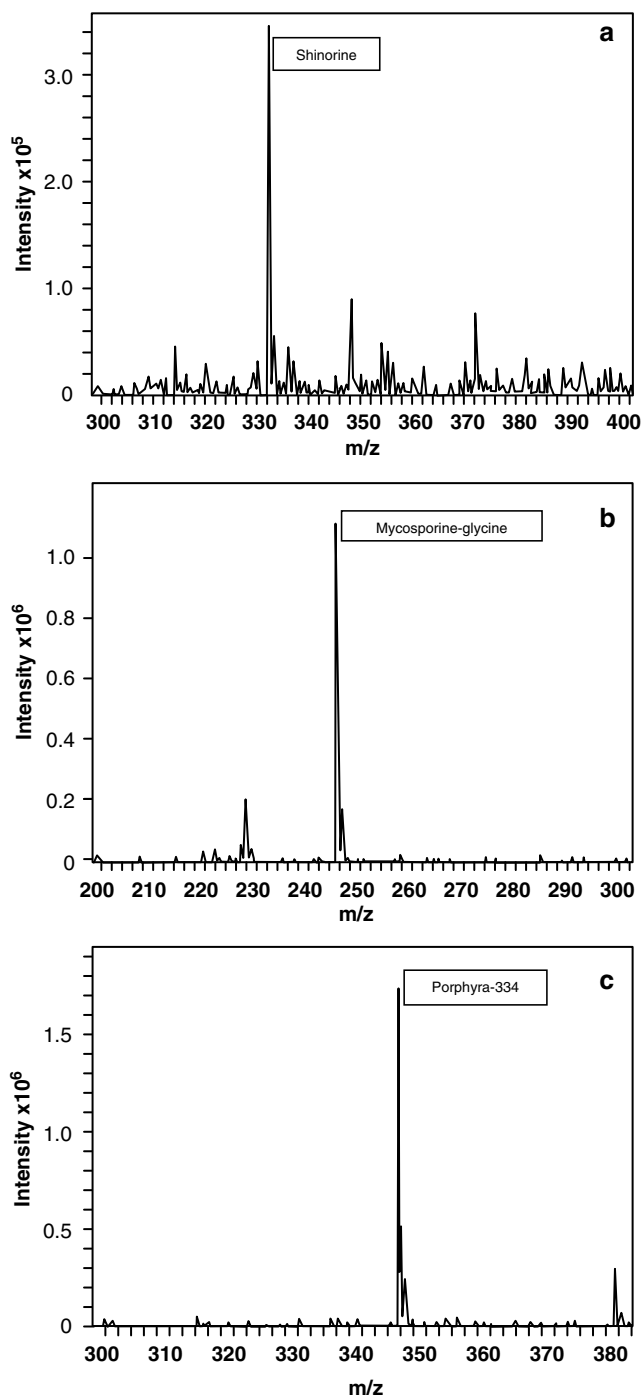 a
Shinorine
Intensity x10⁵
3.0
2.0
1.0
0
300 310 320 330 340 350 360 370 380 390 400
m/z
b
Mycosporine-glycine
Intensity x10⁶
1.0
0.8
0.6
0.4
0.2
0
200 210 220 230 240 250 260 270 280 290 300
m/z
c
Porphyra-334
Intensity x10⁶
1.5
1.0
0.5
0
300 310 320 330 340 350 360 370 380
m/z